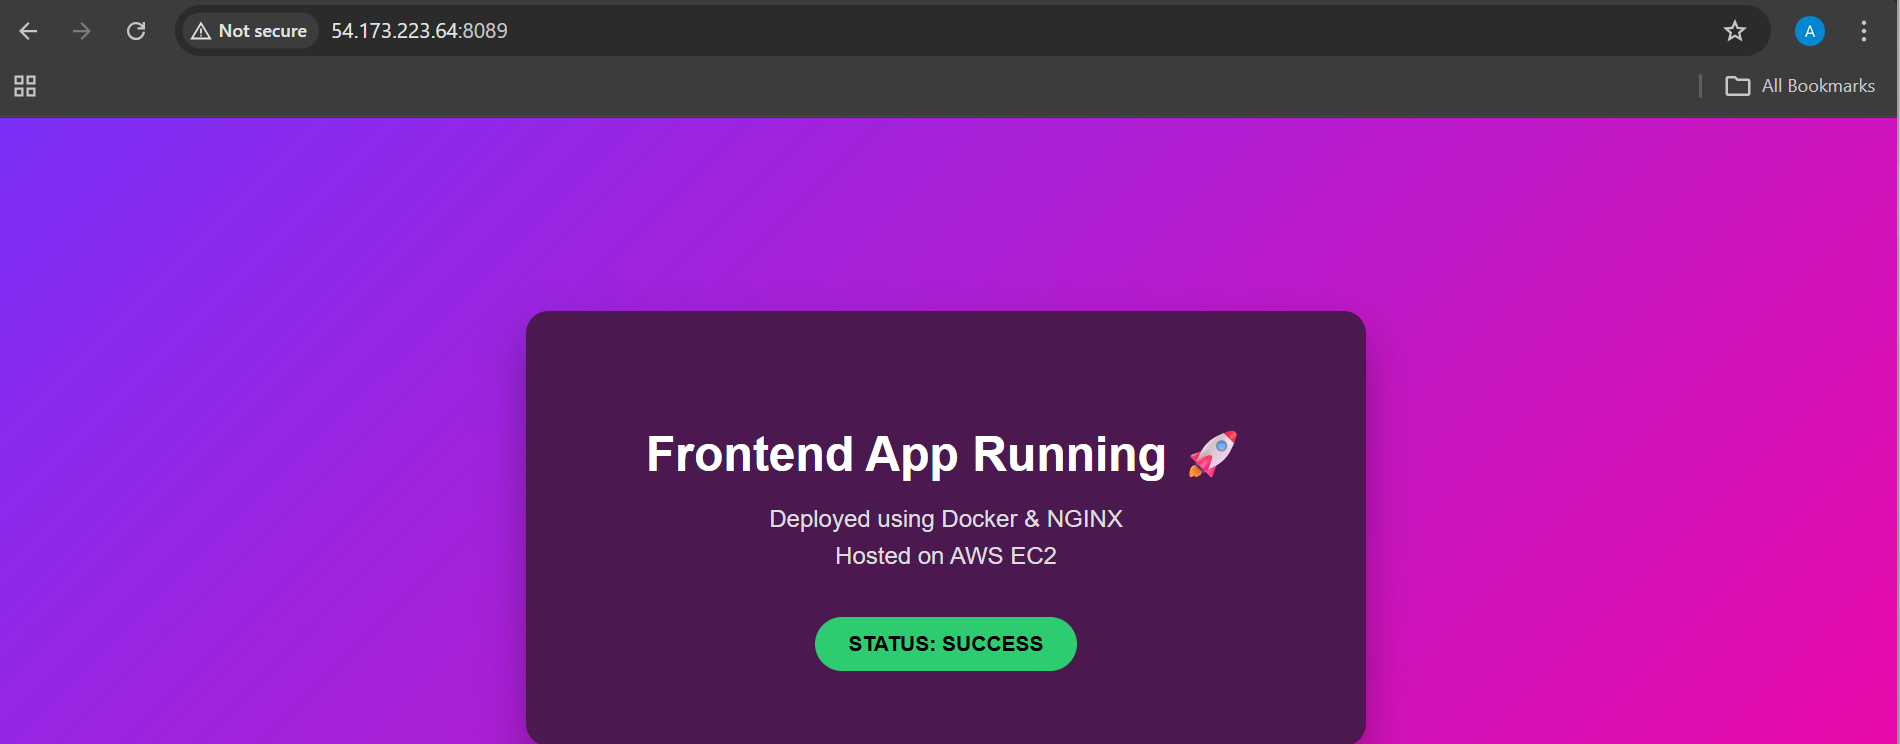 Not secure
54.173.223.64:8089
A
All Bookmarks
Frontend App Running 🚀
Deployed using Docker & NGINX
Hosted on AWS EC2
STATUS: SUCCESS